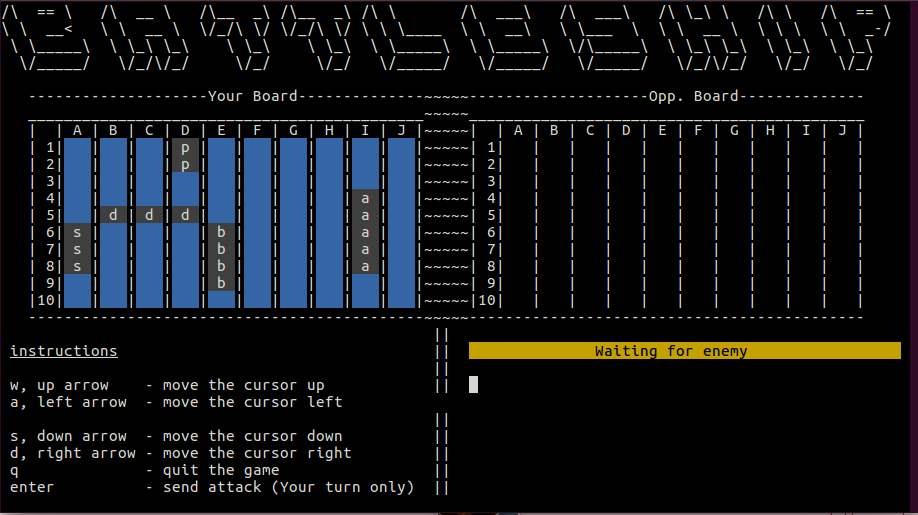 BATTLESHIP
Your Board Opp. Board
A B C D E F G H I J A B C D E F G H I J
1 p 1
2 p 2
3 3
4 a 4
5 d d d a 5
6 s b a 6
7 s b a 7
8 s b a 8
9 b 9
10 10
instructions
Waiting for enemy
w, up arrow - move the cursor up
a, left arrow - move the cursor left
s, down arrow - move the cursor down
d, right arrow - move the cursor right
q - quit the game
enter - send attack (Your turn only)